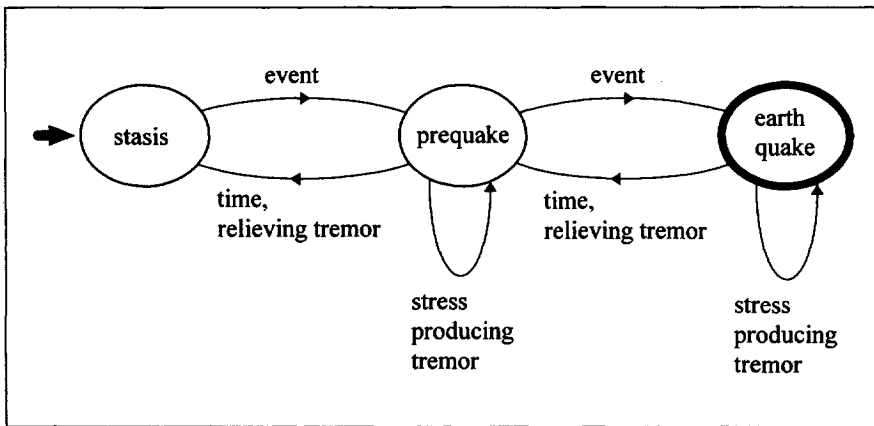 event
event
stasis
prequake
earth
quake
time,
relieving tremor
time,
relieving tremor
stress
producing
tremor
stress
producing
tremor